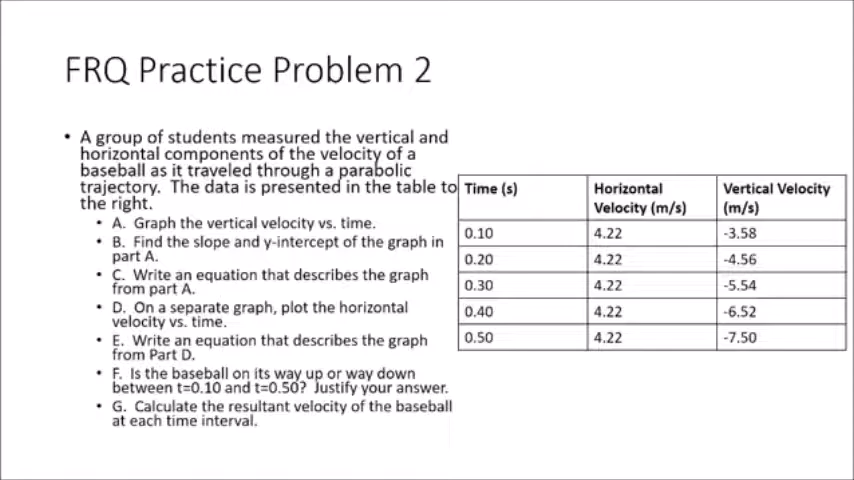 FRQ Practice Problem 2
• A group of students measured the vertical and
horizontal components of the velocity of a
baseball as it traveled through a parabolic
trajectory. The data is presented in the table to
the right.
• A. Graph the vertical velocity vs. time.
• B. Find the slope and y-intercept of the graph in
part A.
• C. Write an equation that describes the graph
from part A.
• D. On a separate graph, plot the horizontal
velocity vs. time.
• E. Write an equation that describes the graph
from Part D.
• F. Is the baseball on its way up or way down
between t=0.10 and t=0.50? Justify your answer.
• G. Calculate the resultant velocity of the baseball
at each time interval.
Time (s) Horizontal Velocity (m/s) Vertical Velocity (m/s)
0.10 4.22 -3.58
0.20 4.22 -4.56
0.30 4.22 -5.54
0.40 4.22 -6.52
0.50 4.22 -7.50